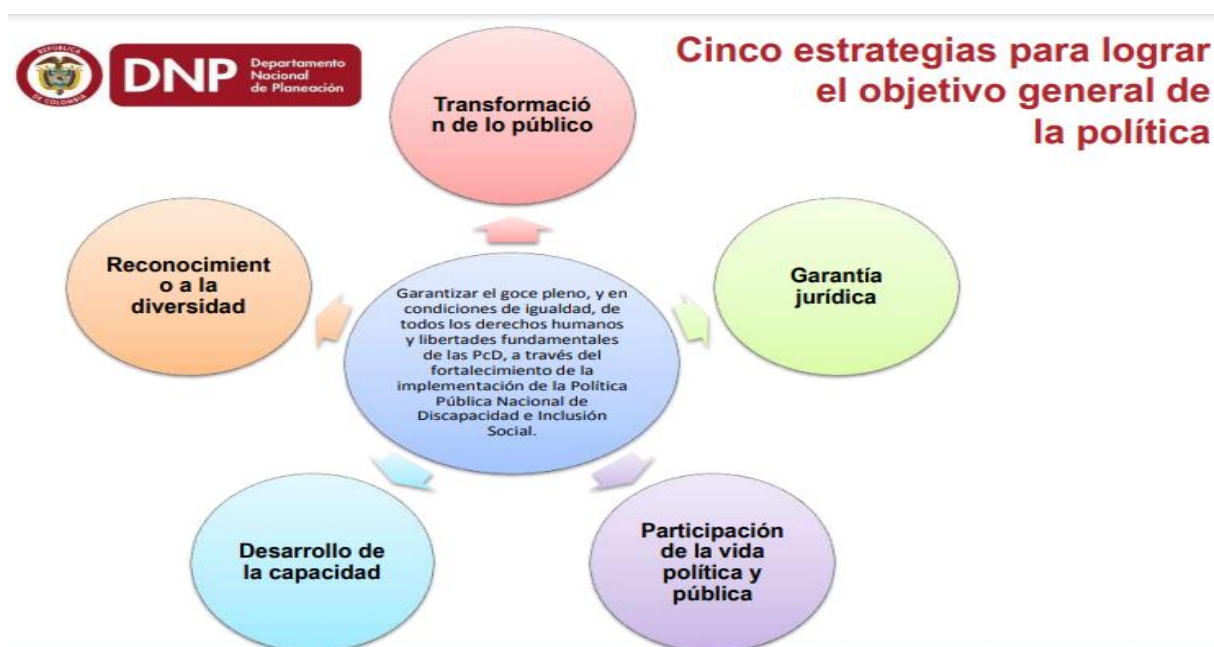 REPÚBLICA
DE COLOMBIA
DNP
Departamento
Nacional
de Planeación
Cinco estrategias para lograr
el objetivo general de
la política
Transformació
n de lo público
Reconocimient
o a la
diversidad
Garantía
jurídica
Garantizar el goce pleno, y en
condiciones de igualdad, de
todos los derechos humanos
y libertades fundamentales
de las PcD, a través del
fortalecimiento de la
implementación de la Política
Pública Nacional de
Discapacidad e Inclusión
Social.
Desarrollo de
la capacidad
Participación
de la vida
política y
pública